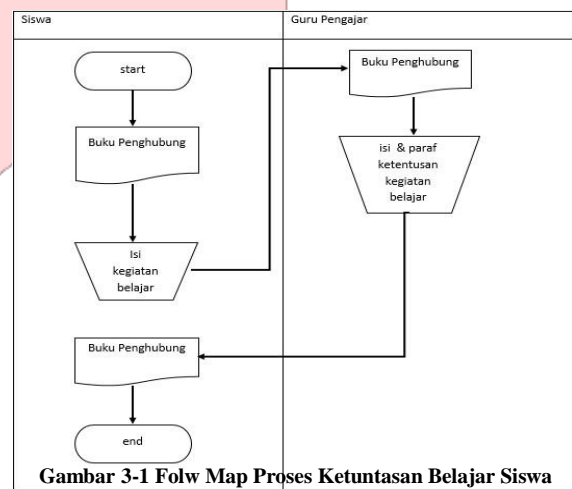 Siswa
Guru Pengajar
start
Buku Penghubung
Isi
kegiatan
belajar
Buku Penghubung
isi & paraf
ketentusan
kegiatan
belajar
Buku Penghubung
end
Gambar 3-1 Folw Map Proses Ketuntasan Belajar Siswa